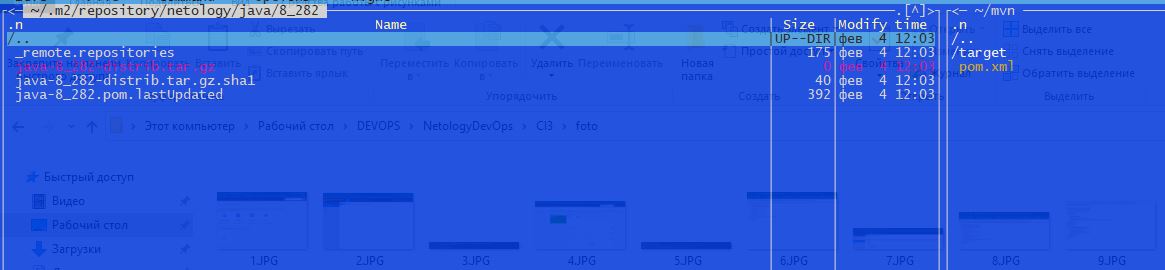 <— ~/.m2/repository/netology/java/8_282 .[^]> <— ~/mvn
.n Name Size Modify time .n
/.. UP--DIR фев 4 12:03 /..
_remote.repositories 175 фев 4 12:03 /target
java-8_282-distrib.tar.gz 0 фев 4 12:03 pom.xml
java-8_282-distrib.tar.gz.sha1 40 фев 4 12:03
java-8_282.pom.lastUpdated 392 фев 4 12:03
Вырезать
Скопировать путь
Вставить ярлык
Переместить Копировать Удалить Переименовать Новая
папку
Упорядочить Создать Выделить
Выделить все
Снять выделение
Обратить выделение
Журнал
Этот компьютер > Рабочий стол > DEVOPS > NetologyDevOps > CI3 > foto
Быстрый доступ
Видео
Рабочий стол
Загрузки
1.JPG 2.JPG 3.JPG 4.JPG 5.JPG 6.JPG 7.JPG 8.JPG 9.JPG